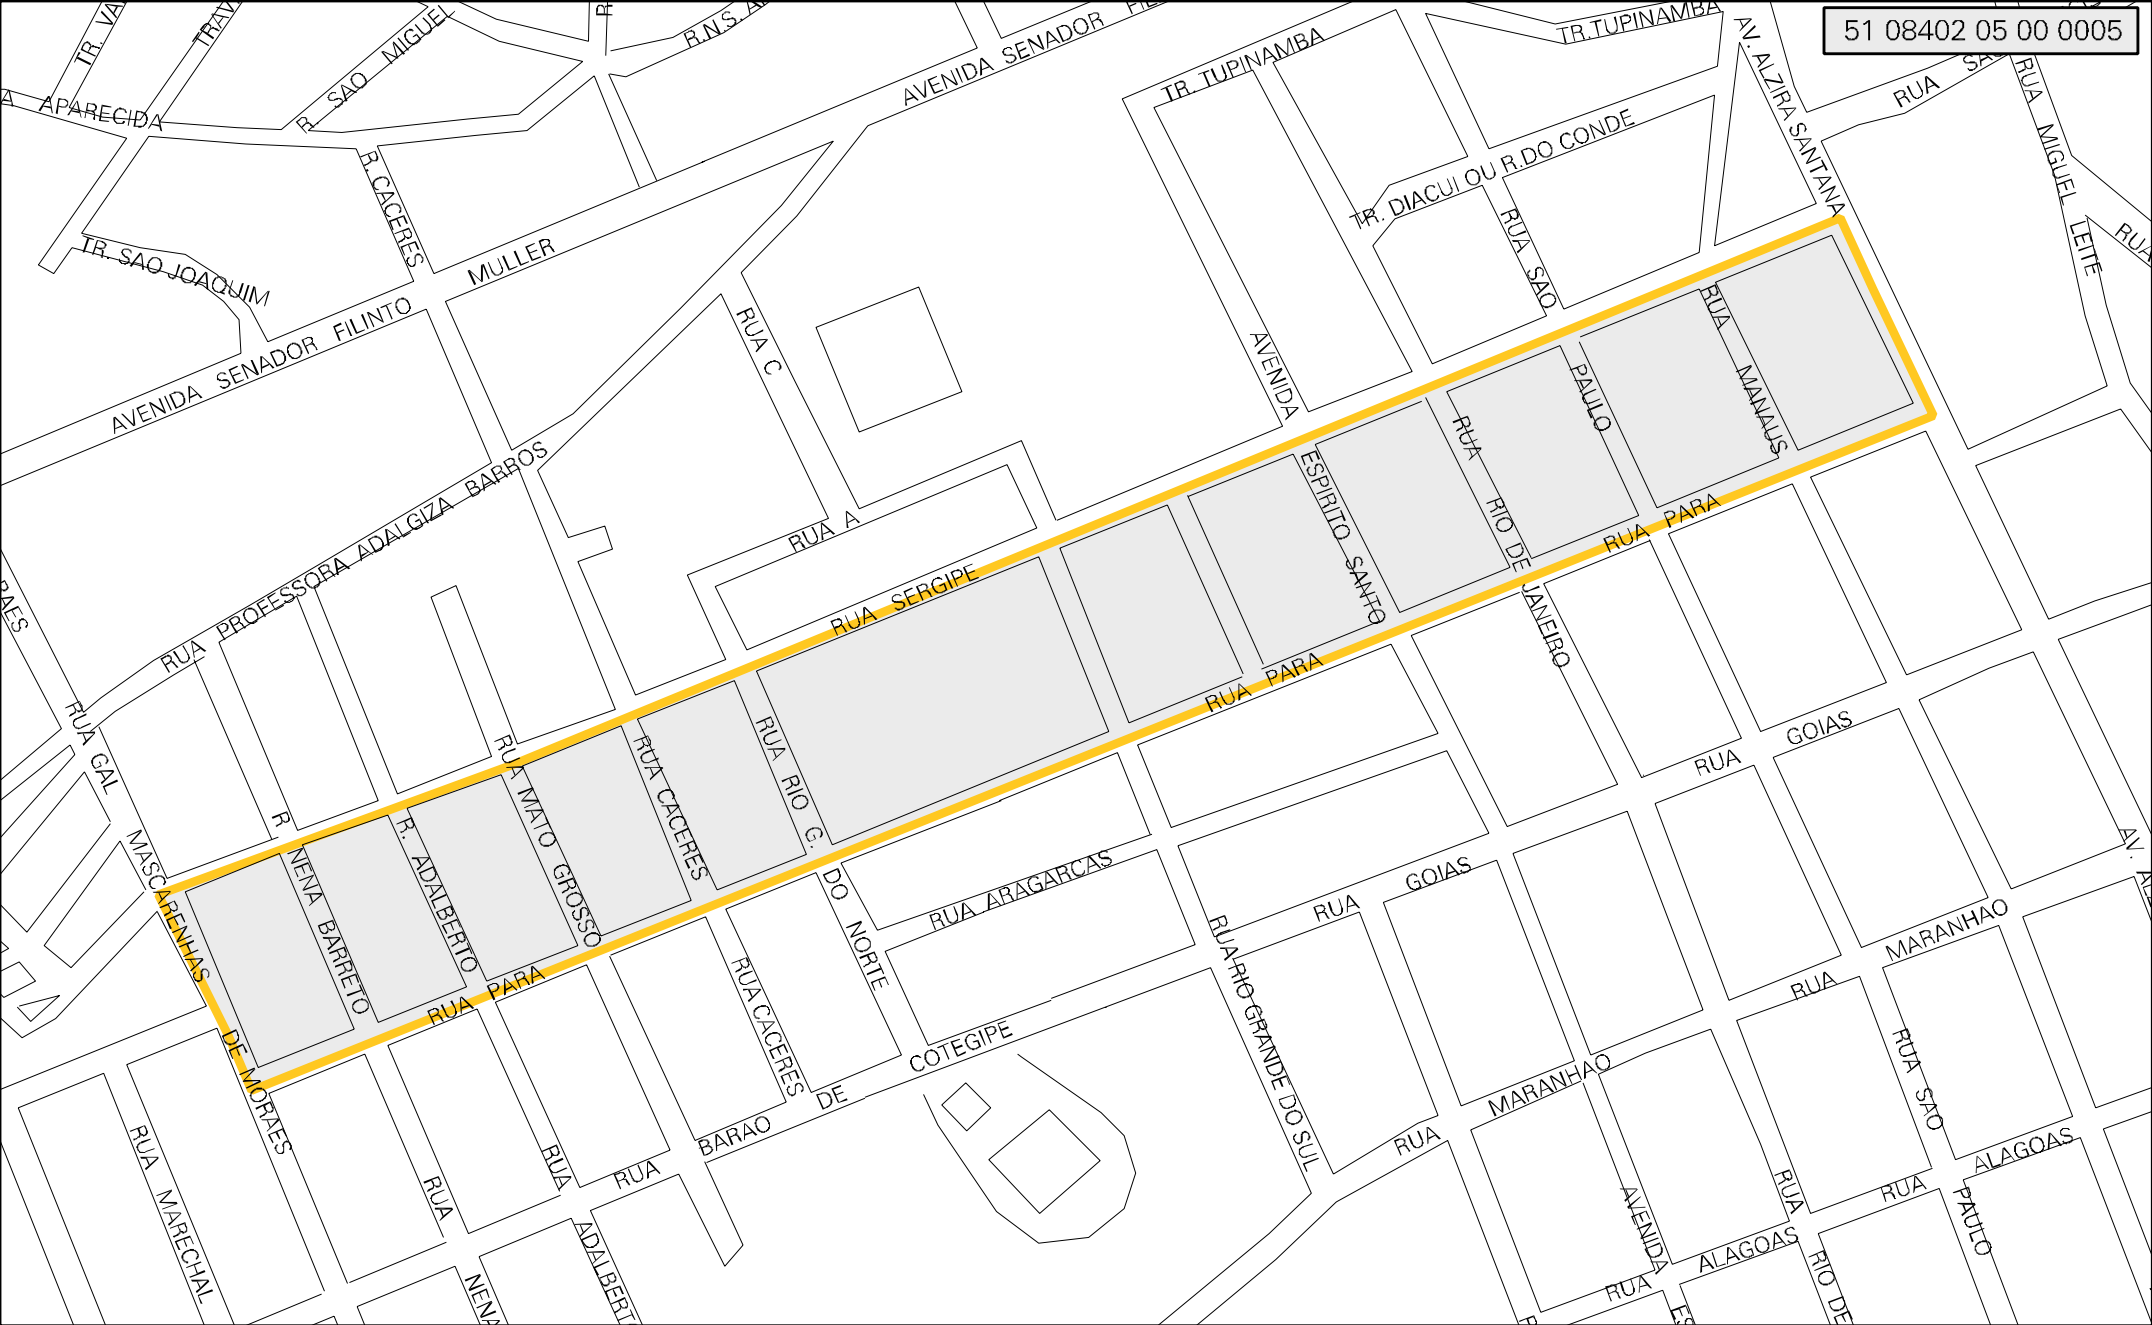 51 08402 05 00 0005
TRAV
R. SAO MIGUEL
R.N.S.
AVENIDA SENADOR
TR. TUPINAMBA
TR.TUPINAMBA
AV. ALZIRA SANTANA
RUA
RUA MIGUEL LEITE
RUA
APARECIDA
R. CACERES
TR. SAO JOAQUIM
AVENIDA SENADOR FILINTO MULLER
TR. DIACUI OU R.DO CONDE
RUA SAO PAULO
RUA C
AVENIDA ESPIRITO SANTO
RUA MANAUS
RUA RIO DE JANEIRO
RUA PROFESSORA ADALGIZA BARROS
RUA A
RUA SERGIPE
RUA PARA
RUA PARA
RUA PARA
RAES
RUA GAL MASCARENHAS DE MORAES
R NENA BARRETO
R. ADALBERTO
RUA MATO GROSSO
RUA CACERES
RUA RIO G. DO NORTE
RUA GOIAS
RUA GOIAS
RUA ARAGARCAS
RUA CACERES
RUA RIO GRANDE DO SUL
RUA MARANHAO
RUA MARANHAO
AV.
RUA BARAO DE COTEGIPE
RUA MARECHAL
RUA NENA
RUA ADALBERT
AVENIDA ES
RUA RIO DE
RUA SAO PAULO
RUA ALAGOAS
RUA ALAGOAS